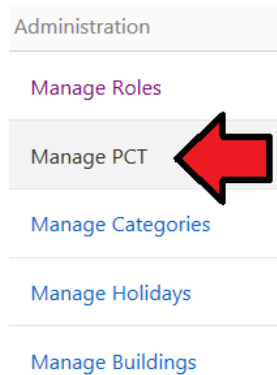 Administration
Manage Roles
Manage PCT
Manage Categories
Manage Holidays
Manage Buildings